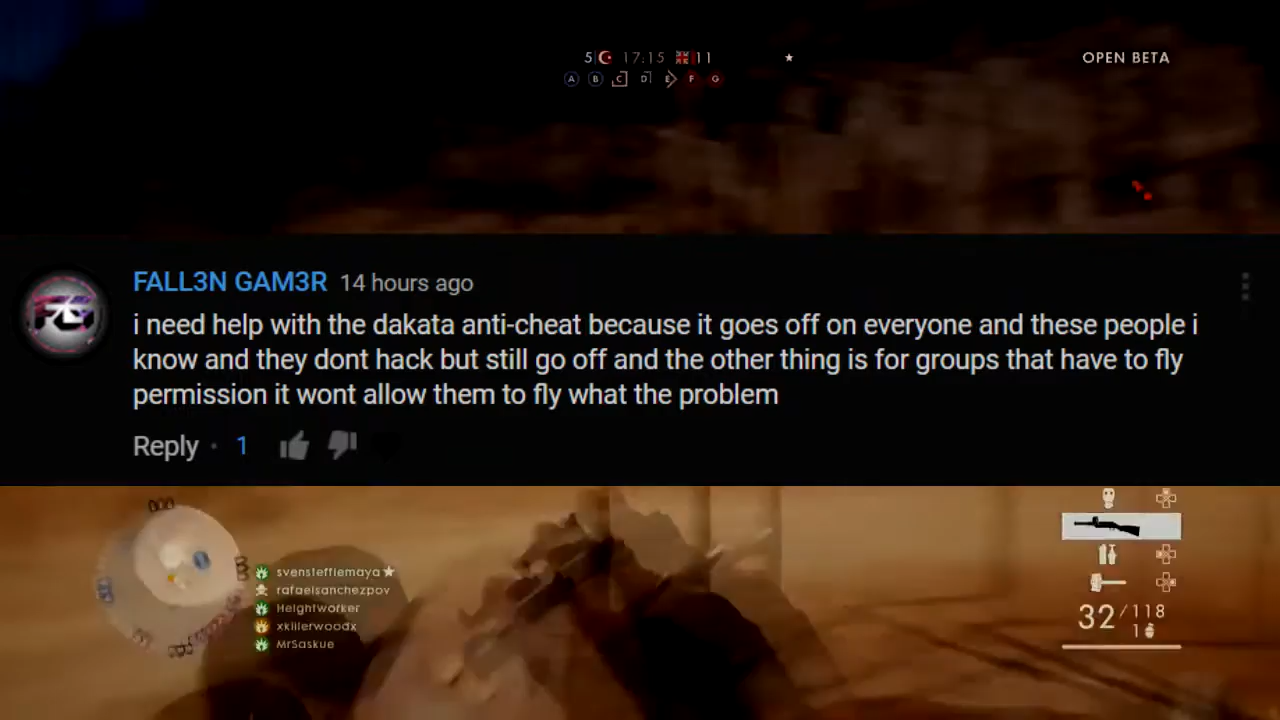 5 17:15 11
OPEN BETA
A B C D E F G
FALL3N GAM3R 14 hours ago
i need help with the dakata anti-cheat because it goes off on everyone and these people i
know and they dont hack but still go off and the other thing is for groups that have to fly
permission it wont allow them to fly what the problem
Reply · 1
svensteffiemaya
rafaelsanchezpov
Heightworker
xkillerwoodx
MrSaskue
32/118
1